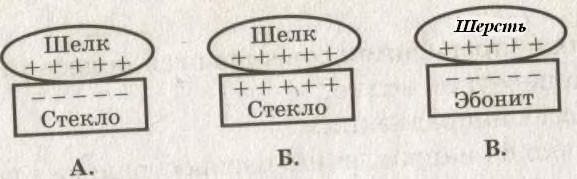 Шелк
+ + + + +
– – – – –
Стекло
А.
Шелк
+ + + + +
+ + + + +
Стекло
Б.
Шерсть
+ + + + +
– – – – –
Эбонит
В.